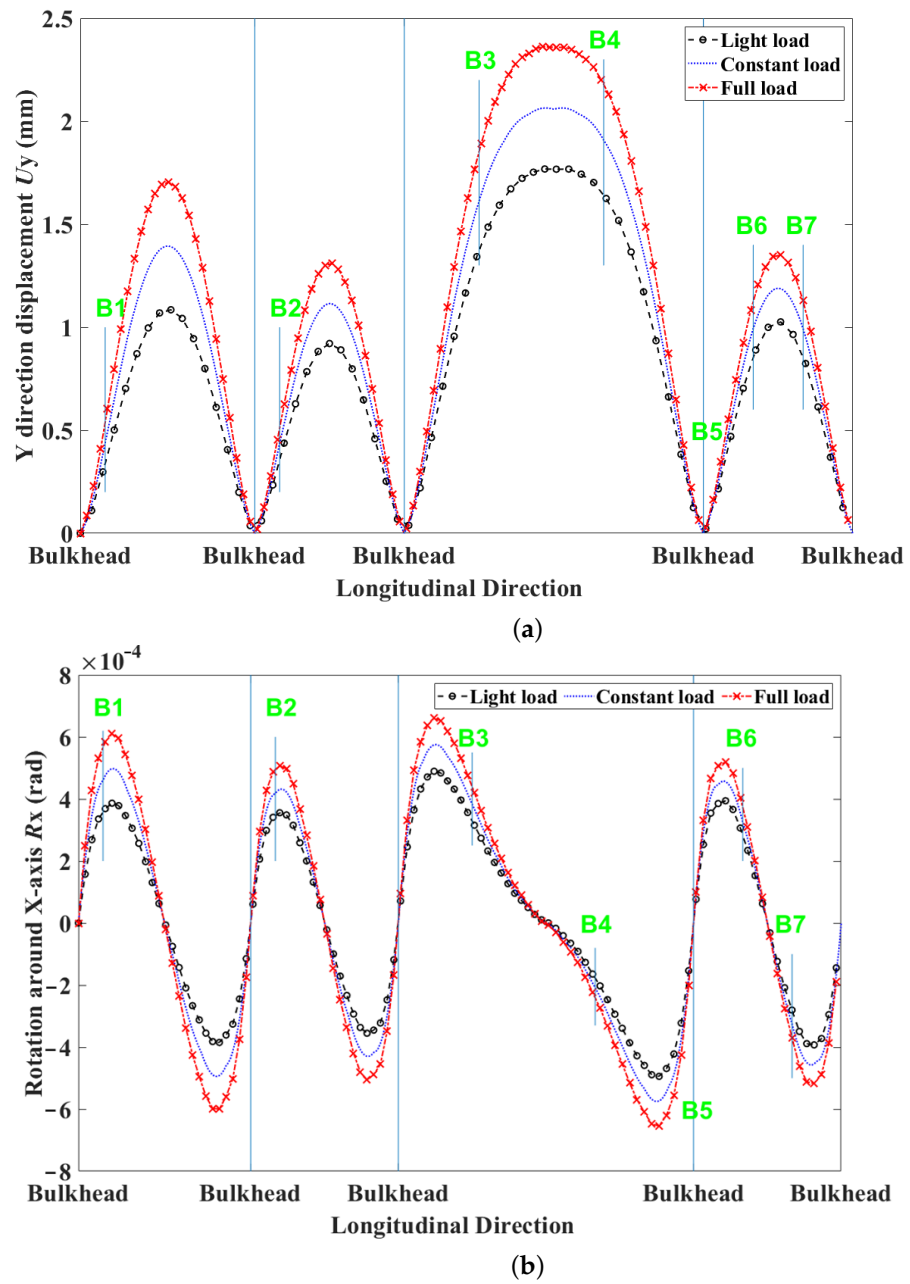 2.5
2
1.5
1
0.5
0
Y direction displacement Uy (mm)
B1
B2
B3
B4
B5
B6
B7
Light load
Constant load
Full load
Bulkhead Bulkhead Bulkhead Bulkhead Bulkhead
Longitudinal Direction
(a)
×10⁻⁴
8
6
4
2
0
−2
−4
−6
−8
Rotation around X-axis Rx (rad)
Light load Constant load Full load
B1
B2
B3
B4
B5
B6
B7
Bulkhead Bulkhead Bulkhead Bulkhead Bulkhead
Longitudinal Direction
(b)